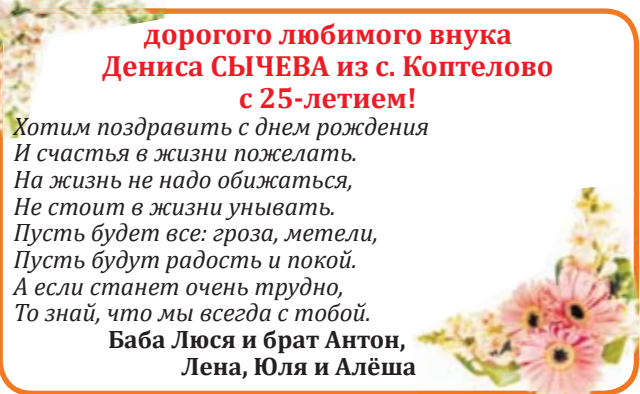 дорогого любимого внука
Дениса СЫЧЕВА из с. Коптелово
с 25-летием!
Хотим поздравить с днем рождения
И счастья в жизни пожелать.
На жизнь не надо обижаться,
Не стоит в жизни унывать.
Пусть будет все: гроза, метели,
Пусть будут радость и покой.
А если станет очень трудно,
То знай, что мы всегда с тобой.
Баба Люся и брат Антон,
Лена, Юля и Алёша